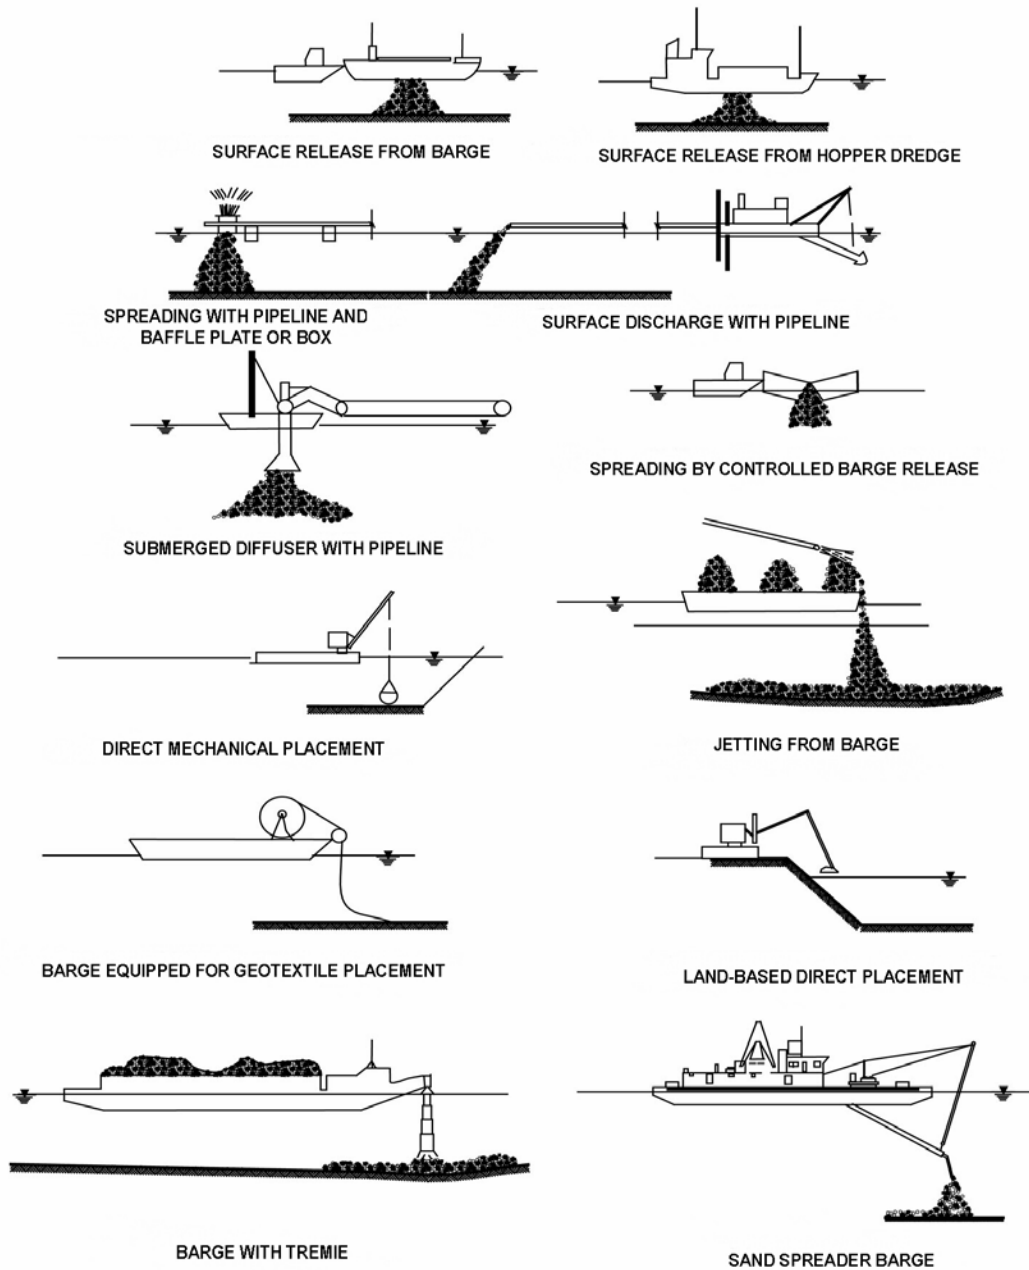 SURFACE RELEASE FROM BARGE
SURFACE RELEASE FROM HOPPER DREDGE
SPREADING WITH PIPELINE AND
BAFFLE PLATE OR BOX
SURFACE DISCHARGE WITH PIPELINE
SUBMERGED DIFFUSER WITH PIPELINE
SPREADING BY CONTROLLED BARGE RELEASE
DIRECT MECHANICAL PLACEMENT
JETTING FROM BARGE
BARGE EQUIPPED FOR GEOTEXTILE PLACEMENT
LAND-BASED DIRECT PLACEMENT
BARGE WITH TREMIE
SAND SPREADER BARGE